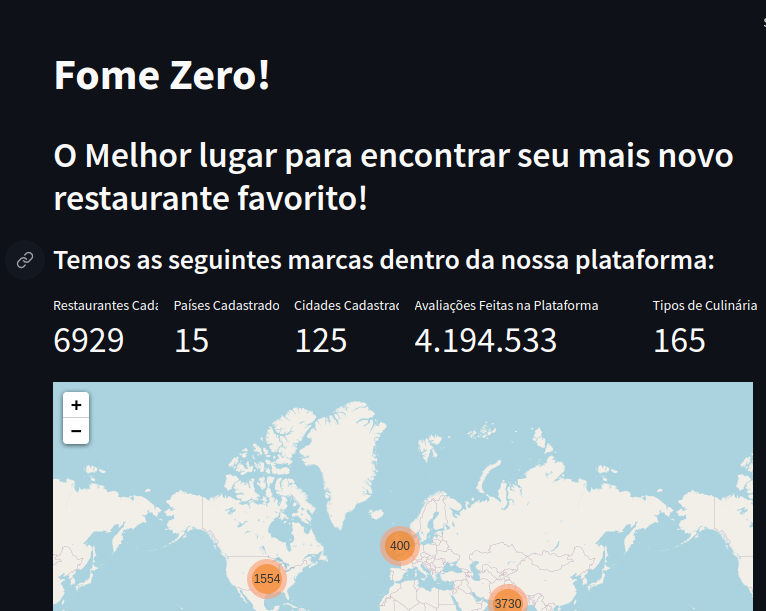 Fome Zero!
O Melhor lugar para encontrar seu mais novo
restaurante favorito!
Temos as seguintes marcas dentro da nossa plataforma:
Restaurantes Cada Países Cadastrado Cidades Cadastrac Avaliações Feitas na Plataforma Tipos de Culinária
6929 15 125 4.194.533 165
+
−
400
1554
3730